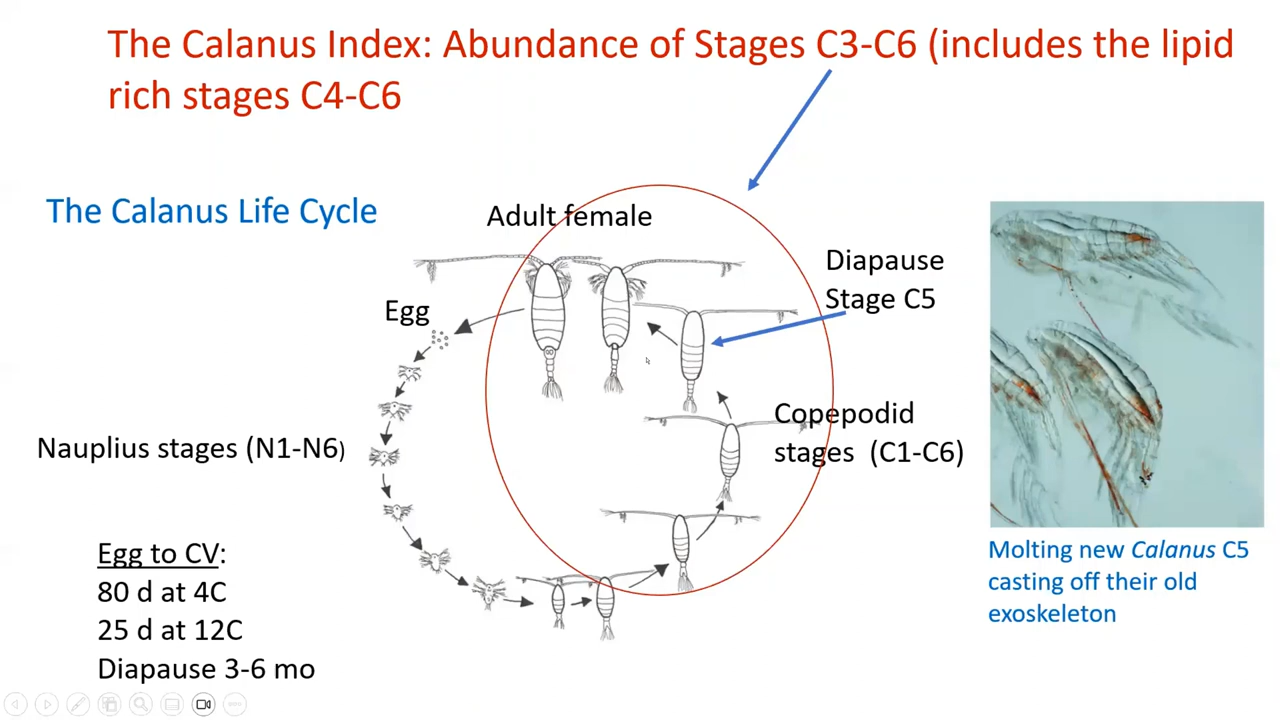 The Calanus Index: Abundance of Stages C3-C6 (includes the lipid
rich stages C4-C6
The Calanus Life Cycle
Adult female
Diapause
Stage C5
Egg
Copepodid
stages (C1-C6)
Nauplius stages (N1-N6)
Egg to CV:
80 d at 4C
25 d at 12C
Diapause 3-6 mo
Molting new Calanus C5
casting off their old
exoskeleton